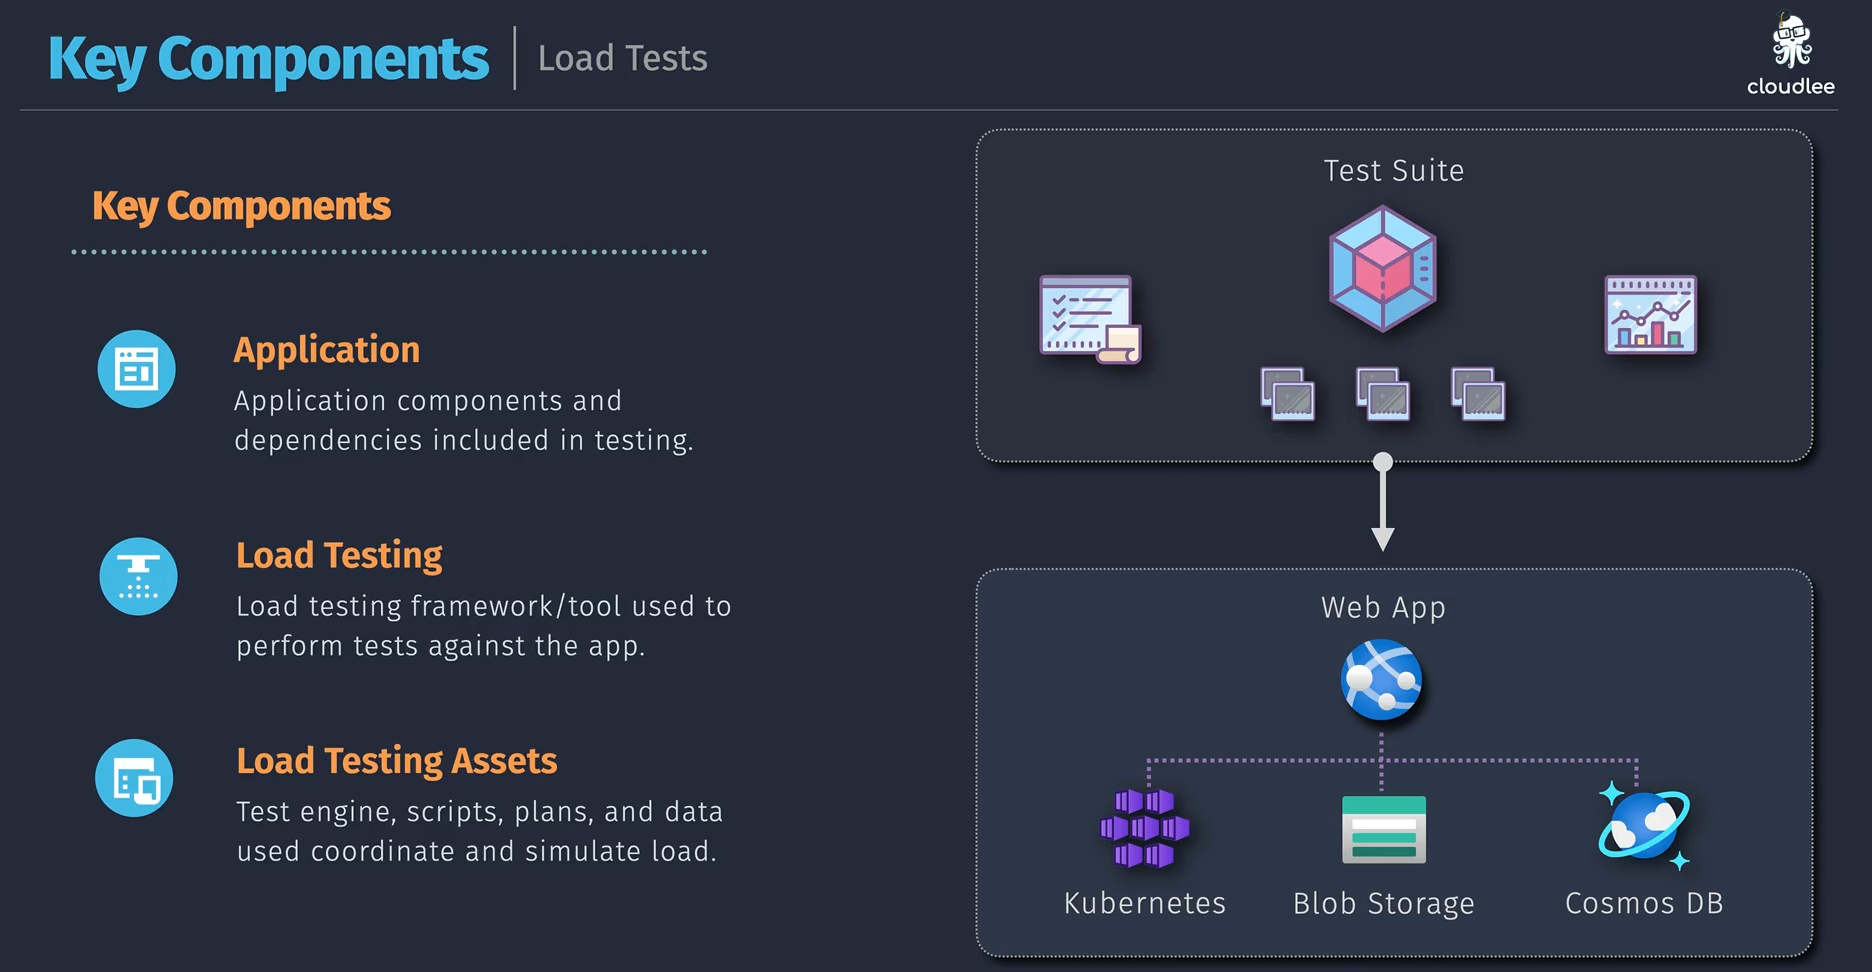 Key Components
Load Tests
cloudlee
Key Components
Application
Application components and
dependencies included in testing.
Load Testing
Load testing framework/tool used to
perform tests against the app.
Load Testing Assets
Test engine, scripts, plans, and data
used coordinate and simulate load.
Test Suite
Web App
Kubernetes
Blob Storage
Cosmos DB